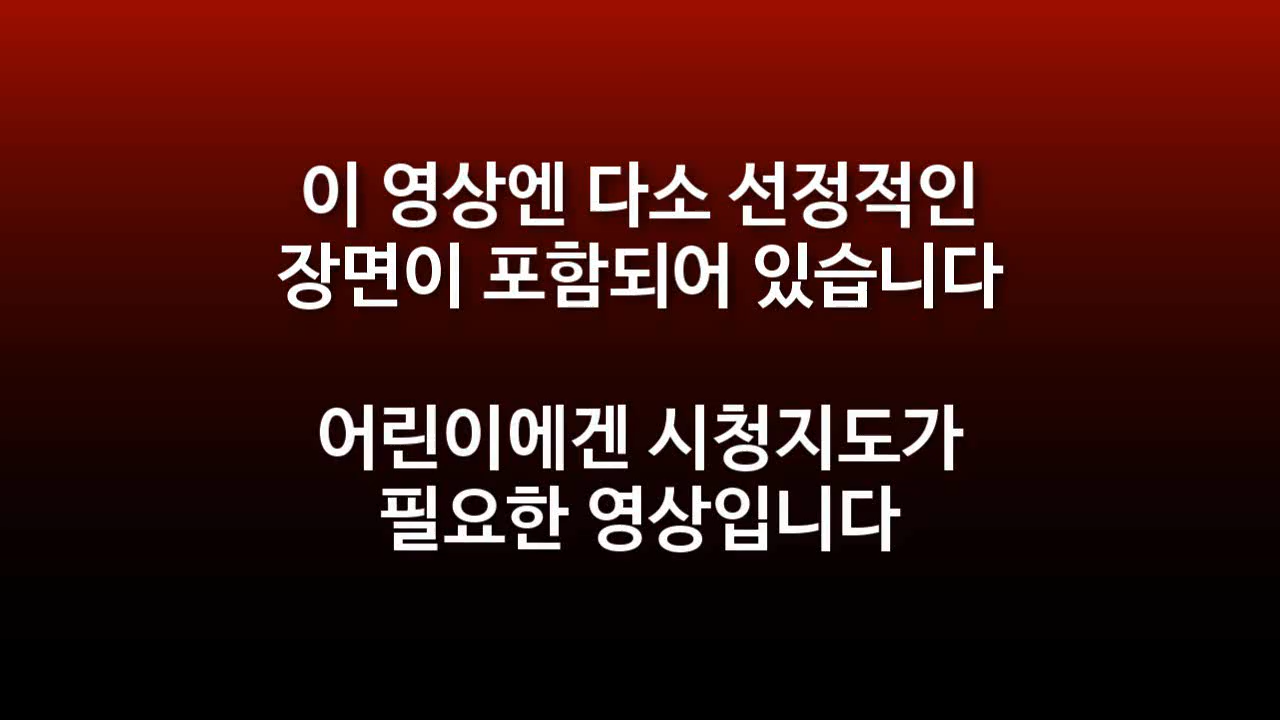 이 영상엔 다소 선정적인
장면이 포함되어 있습니다
어린이에겐 시청지도가
필요한 영상입니다